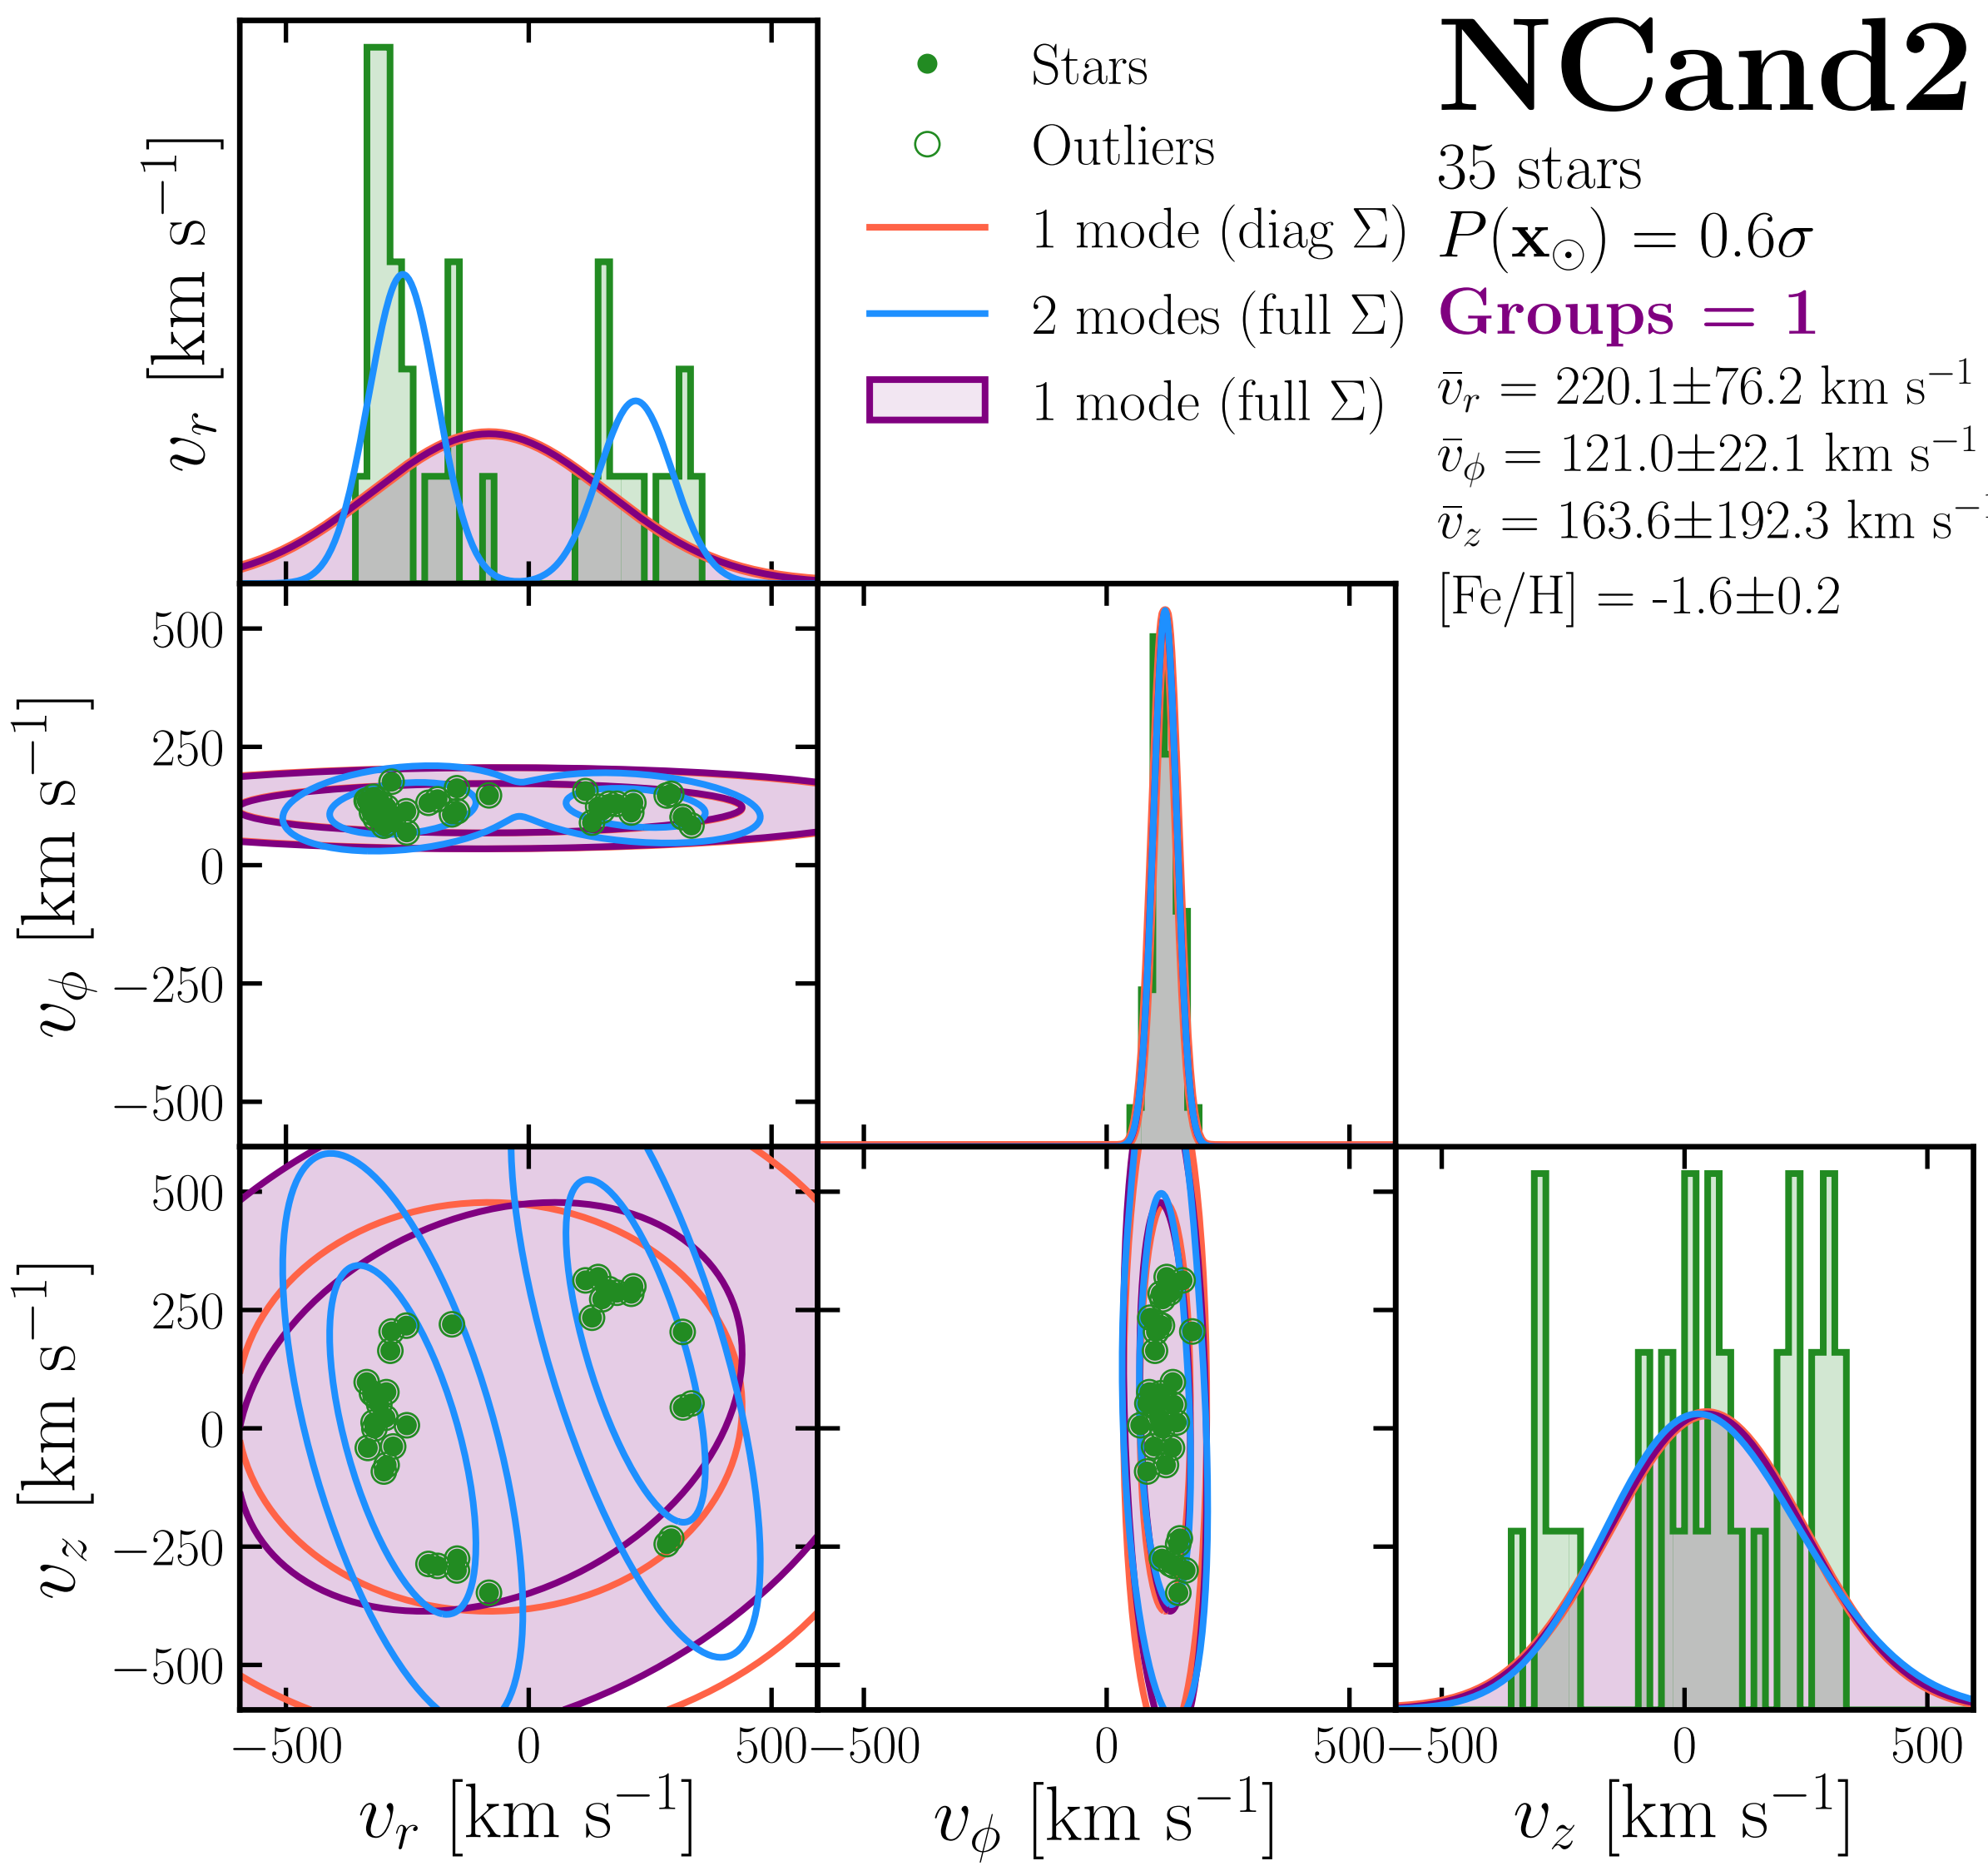 NCand2
35 stars
P(x⊙) = 0.6σ
Groups = 1
v̄r = 220.1±76.2 km s−1
v̄ϕ = 121.0±22.1 km s−1
v̄z = 163.6±192.3 km s−1
[Fe/H] = -1.6±0.2
Stars
Outliers
1 mode (diag Σ)
2 modes (full Σ)
1 mode (full Σ)
vr [km s−1]
500
250
0
−250
−500
vϕ [km s−1]
500
250
0
−250
−500
vz [km s−1]
−500 0 500 −500 0 500 −500 0 500
vr [km s−1] vϕ [km s−1] vz [km s−1]